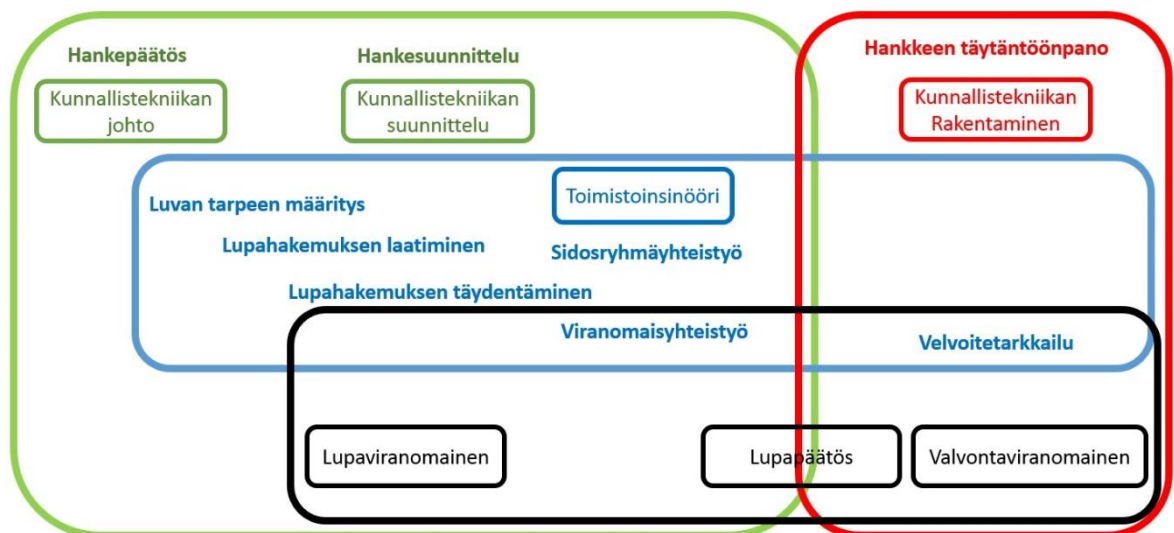 Hankepäätös
Kunnallistekniikan
johto
Hankesuunnittelu
Kunnallistekniikan
suunnittelu
Hankkeen täytäntöönpano
Kunnallistekniikan
Rakentaminen
Luvan tarpeen määritys
Toimistoinsinööri
Lupahakemuksen laatiminen
Sidosryhmäyhteistyö
Lupahakemuksen täydentäminen
Viranomaisyhteistyö
Velvoitetarkkailu
Lupaviranomainen
Lupapäätös
Valvontaviranomainen